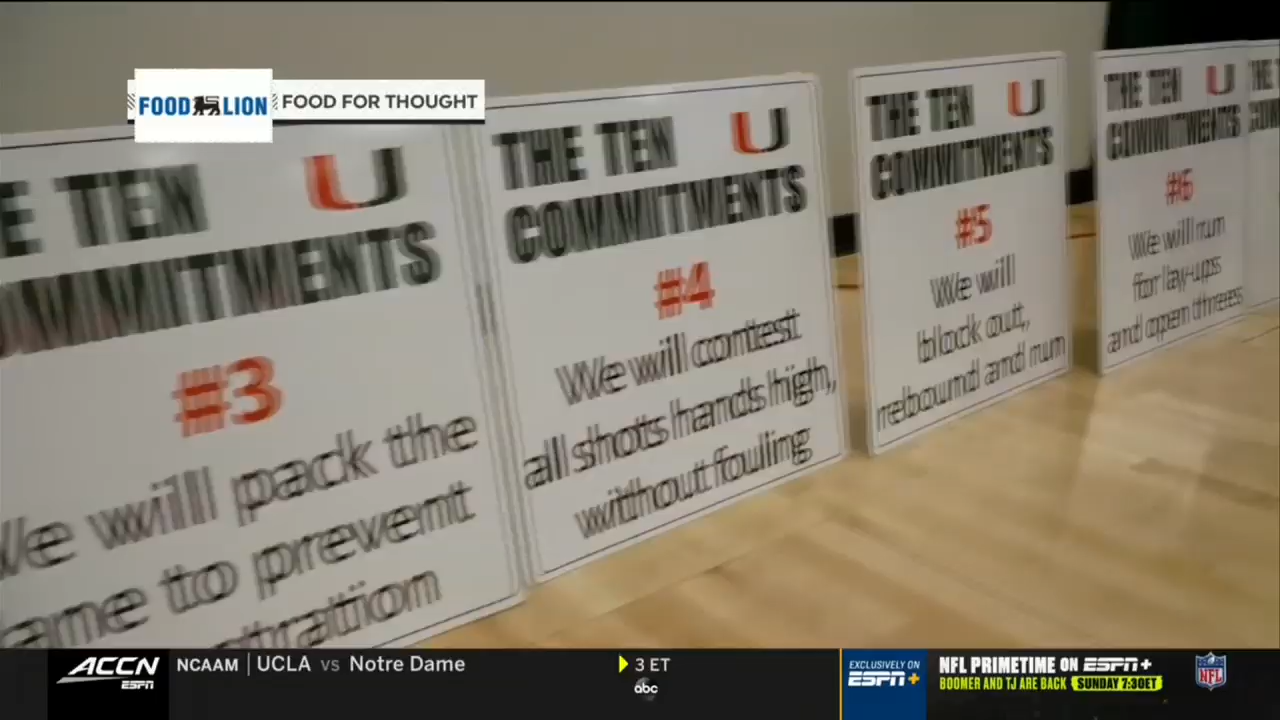 FOOD LION FOOD FOR THOUGHT
E TEN U
OMMITMENTS
#3
We will pack the
ane to prevent
etration
THE TEN U
COMMITMENTS
#4
We will contest
all shots hands high,
without fouling
THE TEN U
COMMITMENTS
#5
We will
block out,
rebound and run
THE TEN U
COMMITMENTS
#6
We will run
for lay-ups
and open threes
THE
ACCN
ESPN
NCAAM UCLA vs Notre Dame
3 ET
abc
EXCLUSIVELY ON
ESPN+
NFL PRIMETIME ON ESPN+
BOOMER AND TJ ARE BACK SUNDAY 7:30ET
NFL